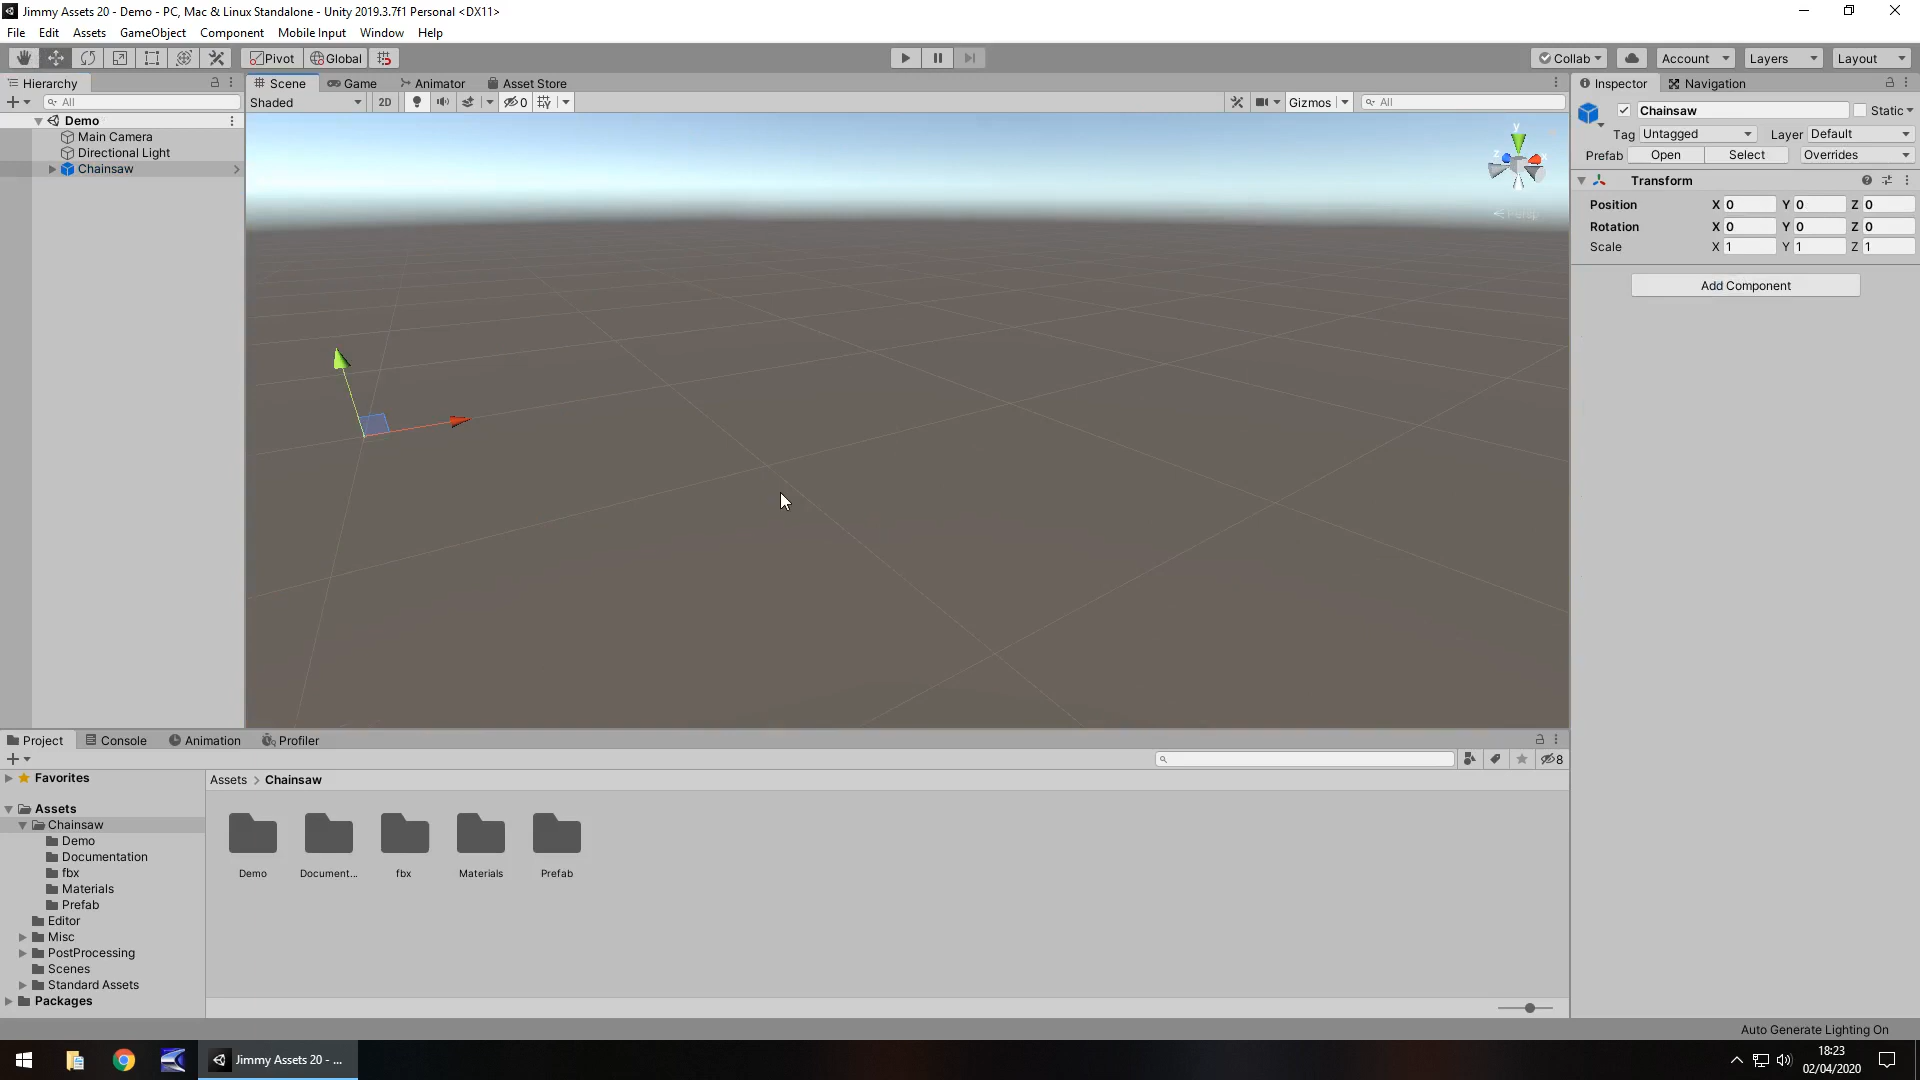 Jimmy Assets 20 - Demo - PC, Mac & Linux Standalone - Unity 2019.3.7f1 Personal <DX11>
File Edit Assets GameObject Component Mobile Input Window Help
Pivot Global Collab Account Layers Layout
Hierarchy
All
Demo
Main Camera
Directional Light
Chainsaw
Scene Game Animator Asset Store
Shaded 2D 0 Gizmos All
y
x
z
Persp
Inspector Navigation
Chainsaw Static
Tag Untagged Layer Default
Prefab Open Select Overrides
Transform
Position X 0 Y 0 Z 0
Rotation X 0 Y 0 Z 0
Scale X 1 Y 1 Z 1
Add Component
Project Console Animation Profiler
8
Favorites
Assets
Chainsaw
Demo
Documentation
fbx
Materials
Prefab
Editor
Misc
PostProcessing
Scenes
Standard Assets
Packages
Assets > Chainsaw
Demo Document... fbx Materials Prefab
Auto Generate Lighting On
Jimmy Assets 20 - ...
18:23
02/04/2020